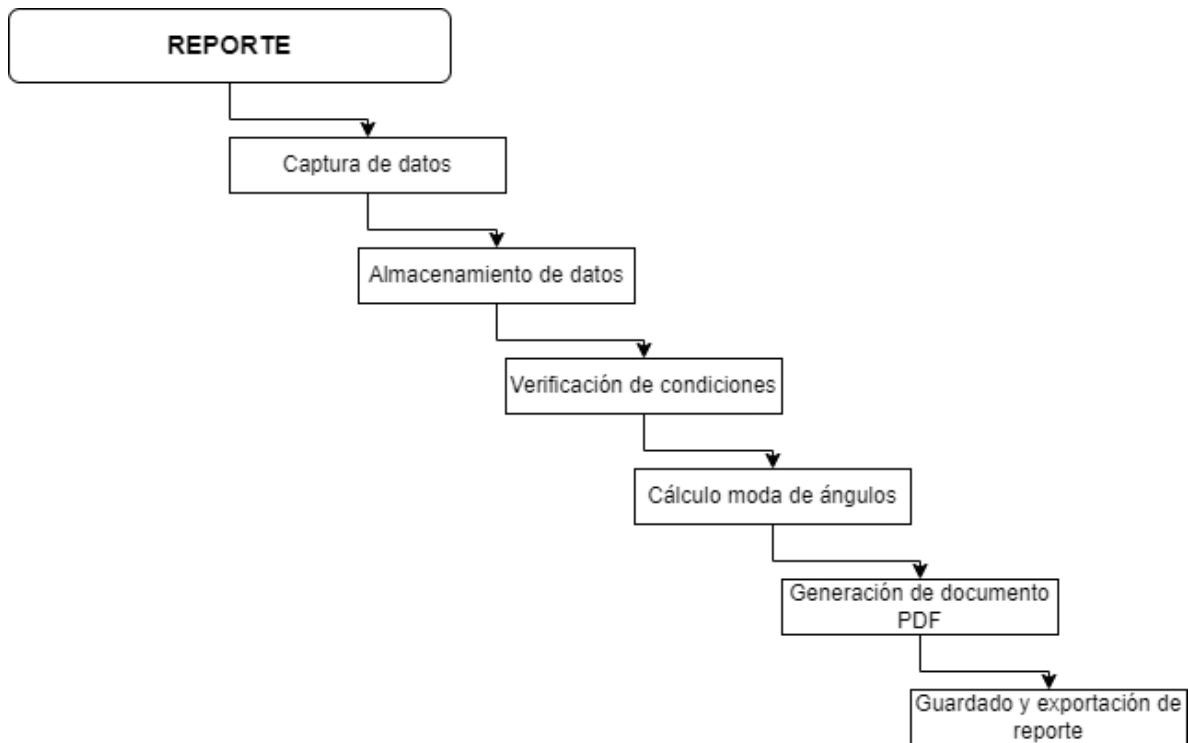 REPORTE
Captura de datos
Almacenamiento de datos
Verificación de condiciones
Cálculo moda de ángulos
Generación de documento
PDF
Guardado y exportación de
reporte